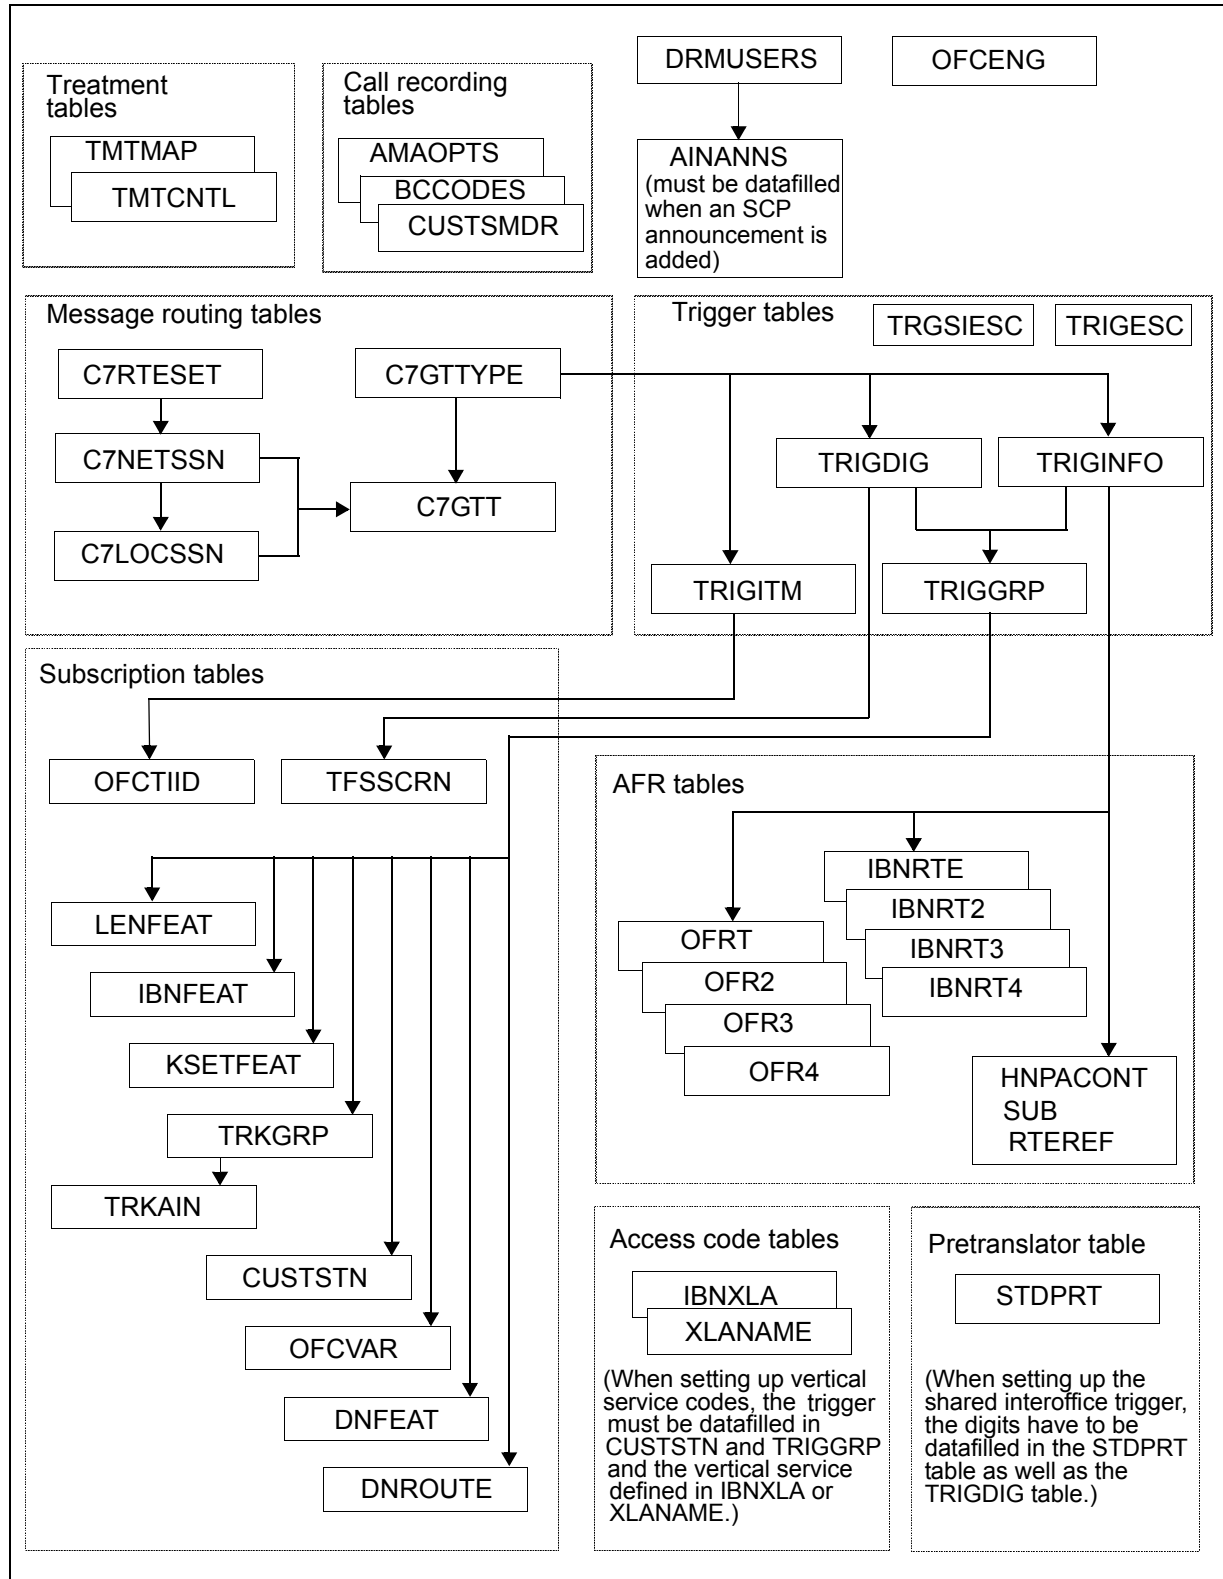 Treatment
tables
TMTMAP
TMTCNTL
Call recording
tables
AMAOPTS
BCCODES
CUSTSMDR
DRMUSERS
OFCENG
AINANNS
(must be datafilled
when an SCP
announcement is
added)
Message routing tables
C7RTESET
C7GTTYPE
C7NETSSN
C7GTT
C7LOCSSN
Trigger tables
TRGSIESC
TRIGESC
TRIGDIG
TRIGINFO
TRIGITM
TRIGGRP
Subscription tables
OFCTIID
TFSSCRN
LENFEAT
IBNFEAT
KSETFEAT
TRKGRP
TRKAIN
CUSTSTN
OFCVAR
DNFEAT
DNROUTE
AFR tables
IBNRTE
IBNRT2
IBNRT3
IBNRT4
OFRT
OFR2
OFR3
OFR4
HNPACONT
SUB
RTEREF
Access code tables
IBNXLA
XLANAME
(When setting up vertical
service codes, the trigger
must be datafilled in
CUSTSTN and TRIGGRP
and the vertical service
defined in IBNXLA or
XLANAME.)
Pretranslator table
STDPRT
(When setting up the
shared interoffice trigger,
the digits have to be
datafilled in the STDPRT
table as well as the
TRIGDIG table.)